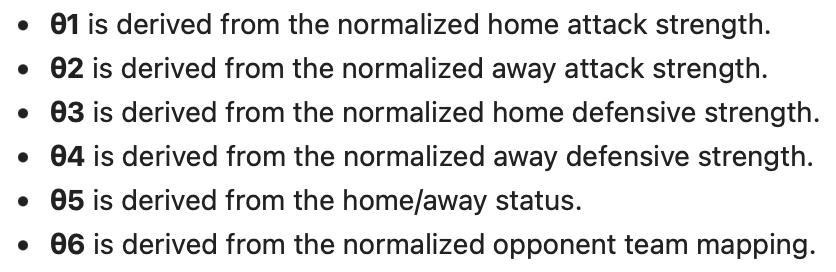 • θ1 is derived from the normalized home attack strength.
• θ2 is derived from the normalized away attack strength.
• θ3 is derived from the normalized home defensive strength.
• θ4 is derived from the normalized away defensive strength.
• θ5 is derived from the home/away status.
• θ6 is derived from the normalized opponent team mapping.